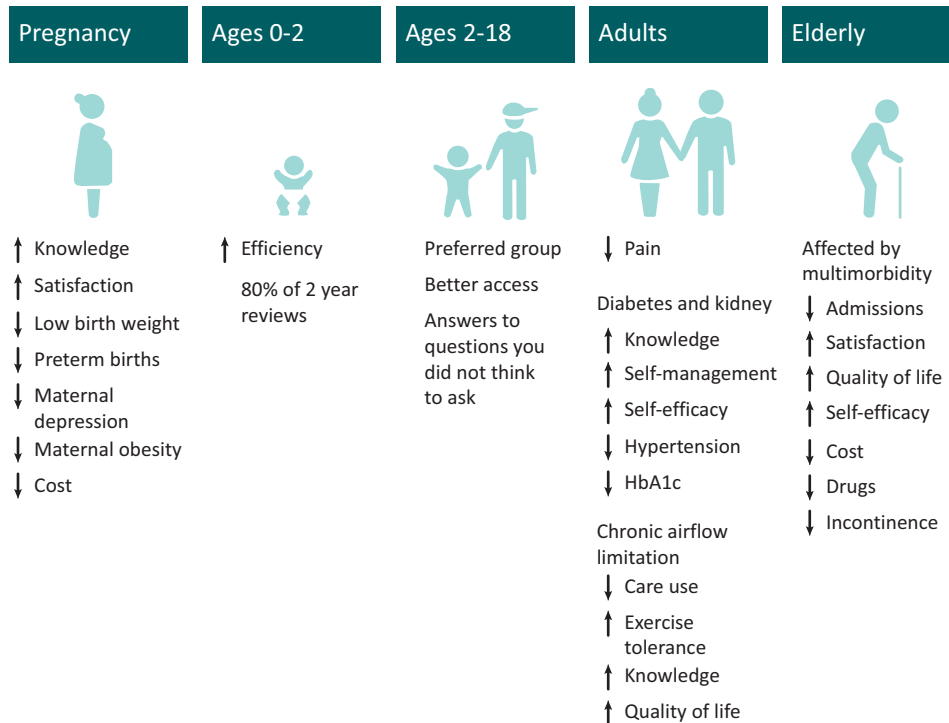 Pregnancy
↑ Knowledge
↑ Satisfaction
↓ Low birth weight
↓ Preterm births
↓ Maternal
depression
↓ Maternal obesity
↓ Cost
Ages 0-2
↑ Efficiency
80% of 2 year
reviews
Ages 2-18
Preferred group
Better access
Answers to
questions you
did not think
to ask
Adults
↓ Pain
Diabetes and kidney
↑ Knowledge
↑ Self-management
↑ Self-efficacy
↓ Hypertension
↓ HbA1c
Chronic airflow
limitation
↓ Care use
↑ Exercise
tolerance
↑ Knowledge
↑ Quality of life
Elderly
Affected by
multimorbidity
↓ Admissions
↑ Satisfaction
↑ Quality of life
↑ Self-efficacy
↓ Cost
↓ Drugs
↓ Incontinence